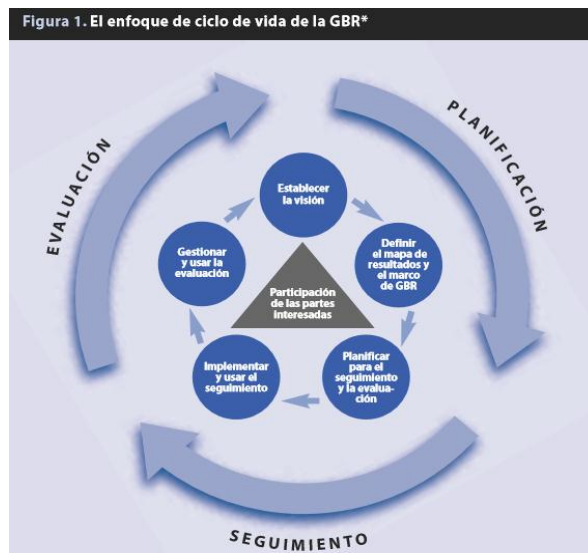 Figura 1. El enfoque de ciclo de vida de la GBR*
EVALUACIÓN
PLANIFICACIÓN
Establecer
la visión
Definir
el mapa de
resultados y
el marco
de GBR
Planificar
para el
seguimiento
y la evalua-
ción
Implementar
y usar el
seguimiento
Gestionar
y usar la
evaluación
Participación
de las partes
interesadas
SEGUIMIENTO